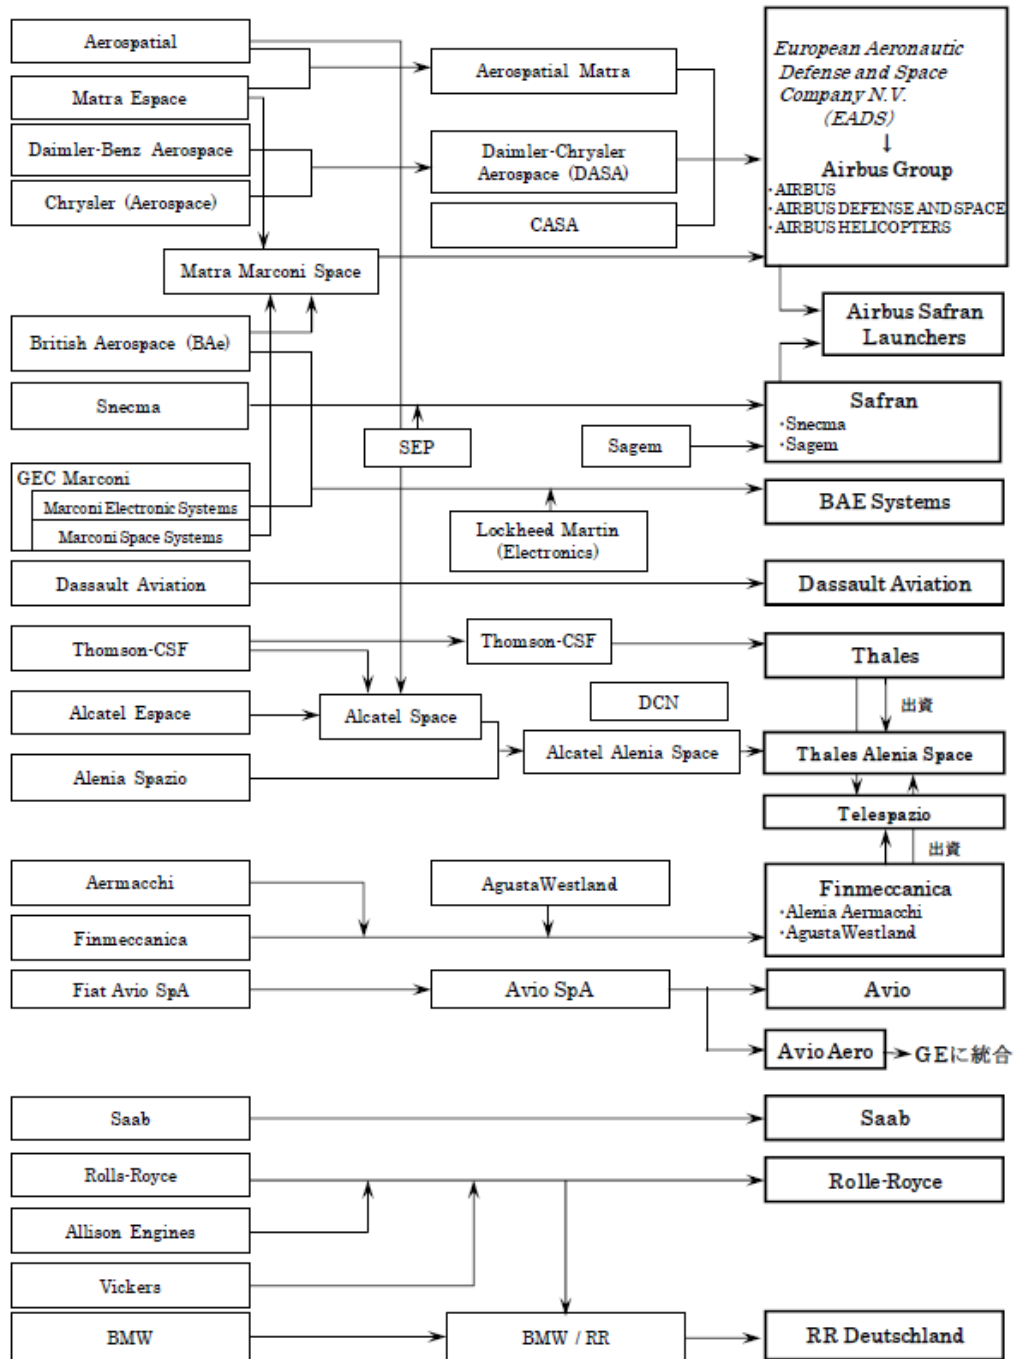 Aerospatial
Matra Espace
Daimler-Benz Aerospace
Chrysler (Aerospace)
Aerospatial Matra
Daimler-Chrysler
Aerospace (DASA)
CASA
European Aeronautic
Defense and Space
Company N.V.
(EADS)
↓
Airbus Group
・AIRBUS
・AIRBUS DEFENSE AND SPACE
・AIRBUS HELICOPTERS
Matra Marconi Space
British Aerospace (BAe)
Airbus Safran
Launchers
Snecma
SEP
Sagem
Safran
・Snecma
・Sagem
GEC Marconi
Marconi Electronic Systems
Marconi Space Systems
Lockheed Martin
(Electronics)
BAE Systems
Dassault Aviation
Dassault Aviation
Thomson-CSF
Thomson-CSF
Thales
出資
Alcatel Espace
Alcatel Space
DCN
Alenia Spazio
Alcatel Alenia Space
Thales Alenia Space
Telespazio
出資
Aermacchi
AgustaWestland
Finmeccanica
Finmeccanica
・Alenia Aermacchi
・AgustaWestland
Fiat Avio SpA
Avio SpA
Avio
Avio Aero
GEに統合
Saab
Saab
Rolls-Royce
Rolle-Royce
Allison Engines
Vickers
BMW
BMW / RR
RR Deutschland